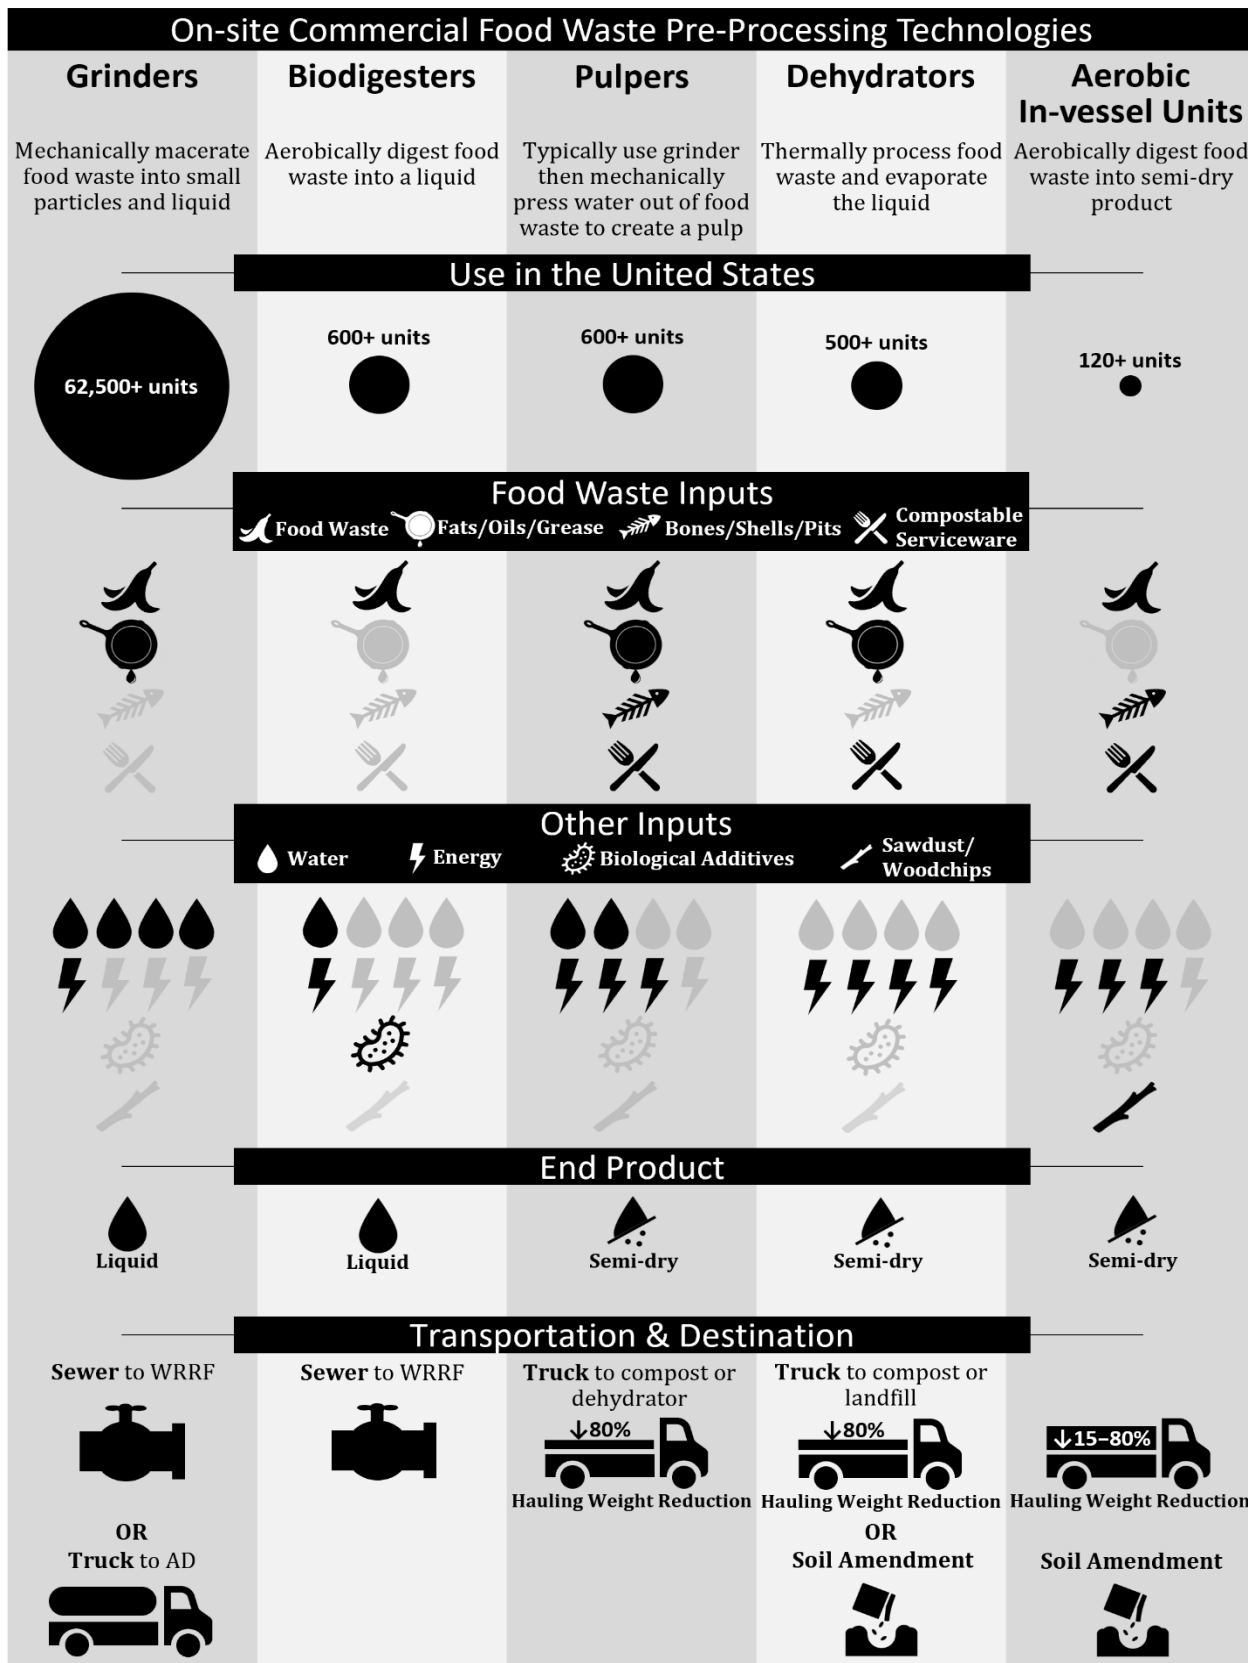 On-site Commercial Food Waste Pre-Processing Technologies
Grinders
Mechanically macerate
food waste into small
particles and liquid
Biodigesters
Aerobically digest food
waste into a liquid
Pulpers
Typically use grinder
then mechanically
press water out of food
waste to create a pulp
Dehydrators
Thermally process food
waste and evaporate
the liquid
Aerobic
In-vessel Units
Aerobically digest food
waste into semi-dry
product
Use in the United States
62,500+ units
600+ units
600+ units
500+ units
120+ units
Food Waste Inputs
Food Waste
Fats/Oils/Grease
Bones/Shells/Pits
Compostable
Serviceware
Other Inputs
Water
Energy
Biological Additives
Sawdust/
Woodchips
End Product
Liquid
Liquid
Semi-dry
Semi-dry
Semi-dry
Transportation & Destination
Sewer to WRRF
OR
Truck to AD
Sewer to WRRF
Truck to compost or
dehydrator
↓80%
Hauling Weight Reduction
Truck to compost or
landfill
↓80%
Hauling Weight Reduction
OR
Soil Amendment
↓15–80%
Hauling Weight Reduction
Soil Amendment